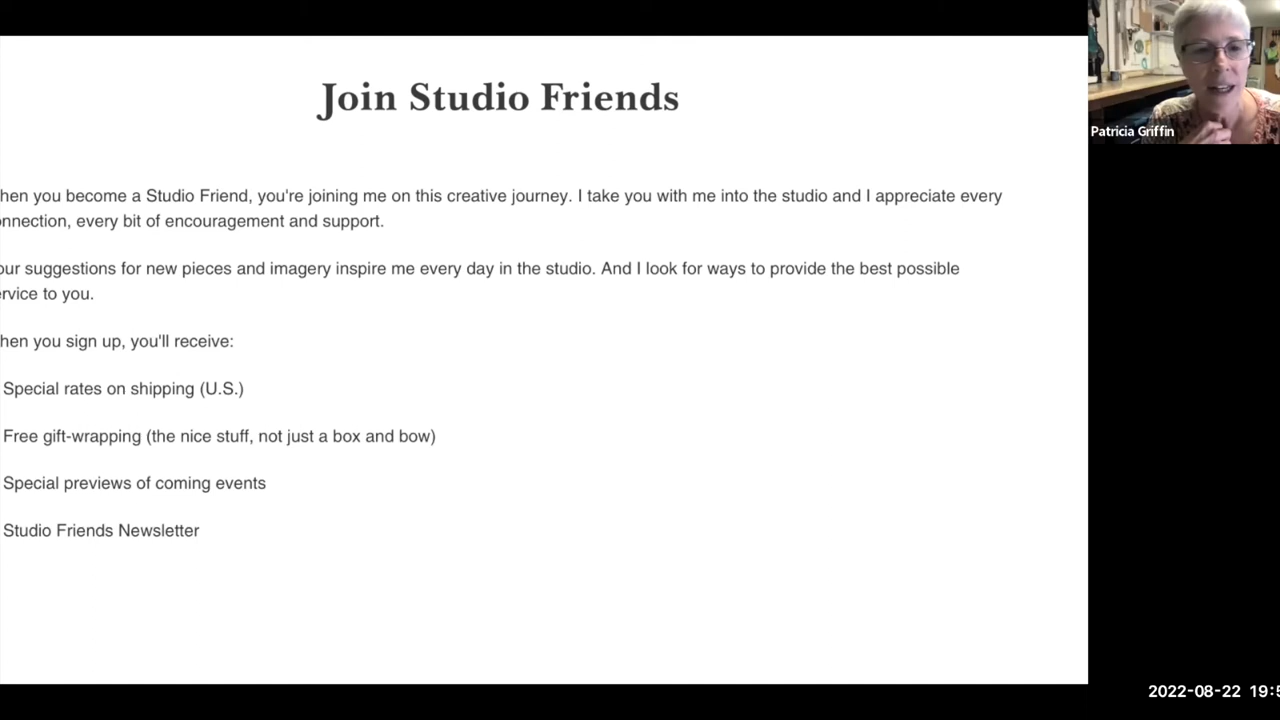 Join Studio Friends
Patricia Griffin
hen you become a Studio Friend, you're joining me on this creative journey. I take you with me into the studio and I appreciate every
nnection, every bit of encouragement and support.
our suggestions for new pieces and imagery inspire me every day in the studio. And I look for ways to provide the best possible
rvice to you.
hen you sign up, you'll receive:
Special rates on shipping (U.S.)
Free gift-wrapping (the nice stuff, not just a box and bow)
Special previews of coming events
Studio Friends Newsletter
2022-08-22 19:5